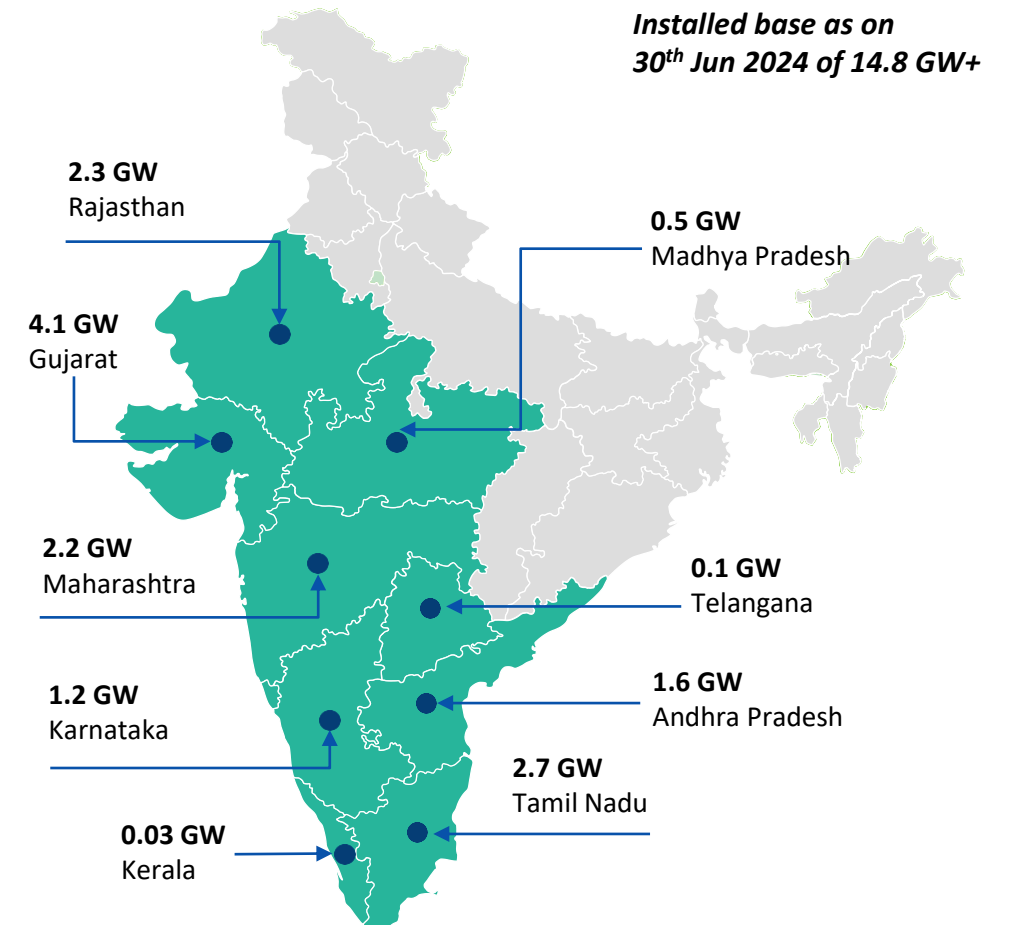 Installed base as on
30th Jun 2024 of 14.8 GW+
2.3 GW
Rajasthan
0.5 GW
Madhya Pradesh
4.1 GW
Gujarat
2.2 GW
Maharashtra
0.1 GW
Telangana
1.2 GW
Karnataka
1.6 GW
Andhra Pradesh
2.7 GW
Tamil Nadu
0.03 GW
Kerala